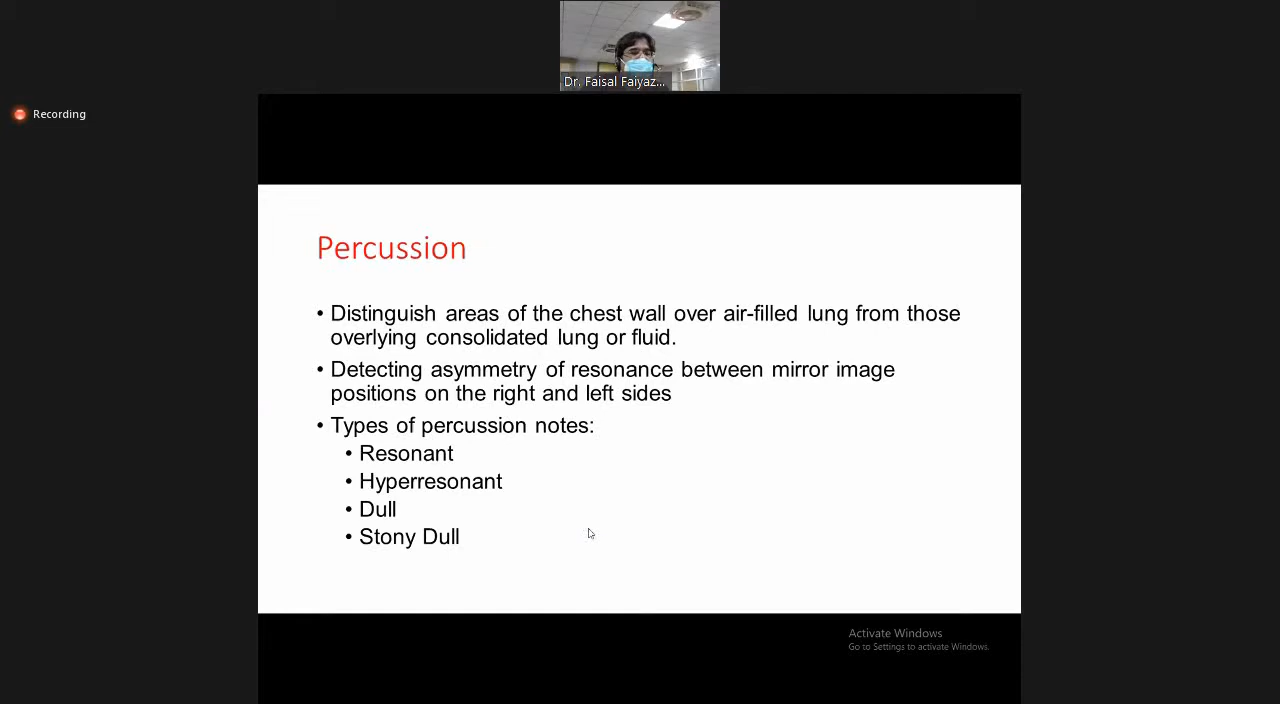 Dr. Faisal Faiyaz...
Recording
Percussion
• Distinguish areas of the chest wall over air-filled lung from those
overlying consolidated lung or fluid.
• Detecting asymmetry of resonance between mirror image
positions on the right and left sides
• Types of percussion notes:
• Resonant
• Hyperresonant
• Dull
• Stony Dull
Activate Windows
Go to Settings to activate Windows.